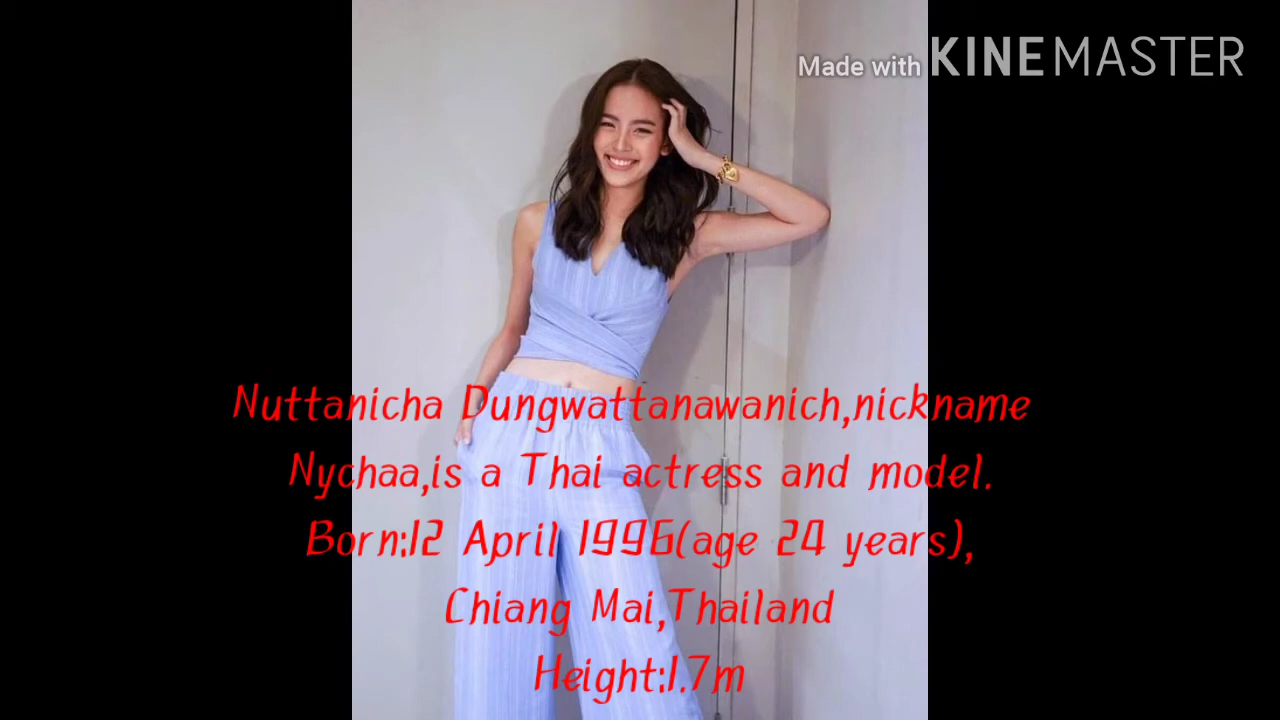 Made with KINEMASTER
Nuttanicha Dungwattanawanich,nickname
Nychaa,is a Thai actress and model.
Born:12 April 1996(age 24 years),
Chiang Mai,Thailand
Height:1.7m